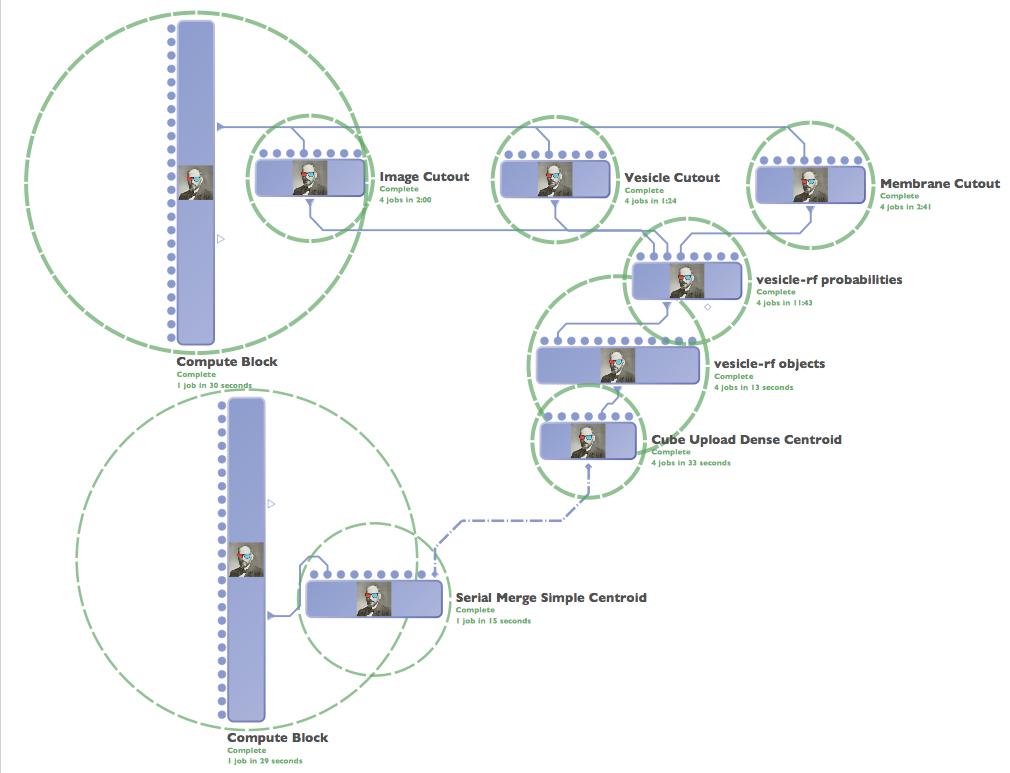 Image Cutout
Complete
4 jobs in 2:00
Vesicle Cutout
Complete
4 jobs in 1:24
Membrane Cutout
Complete
4 jobs in 2:41
vesicle-rf probabilities
Complete
4 jobs in 11:43
Compute Block
Complete
1 job in 30 seconds
vesicle-rf objects
Complete
4 jobs in 13 seconds
Cube Upload Dense Centroid
Complete
4 jobs in 33 seconds
Serial Merge Simple Centroid
Complete
1 job in 15 seconds
Compute Block
Complete
1 job in 29 seconds